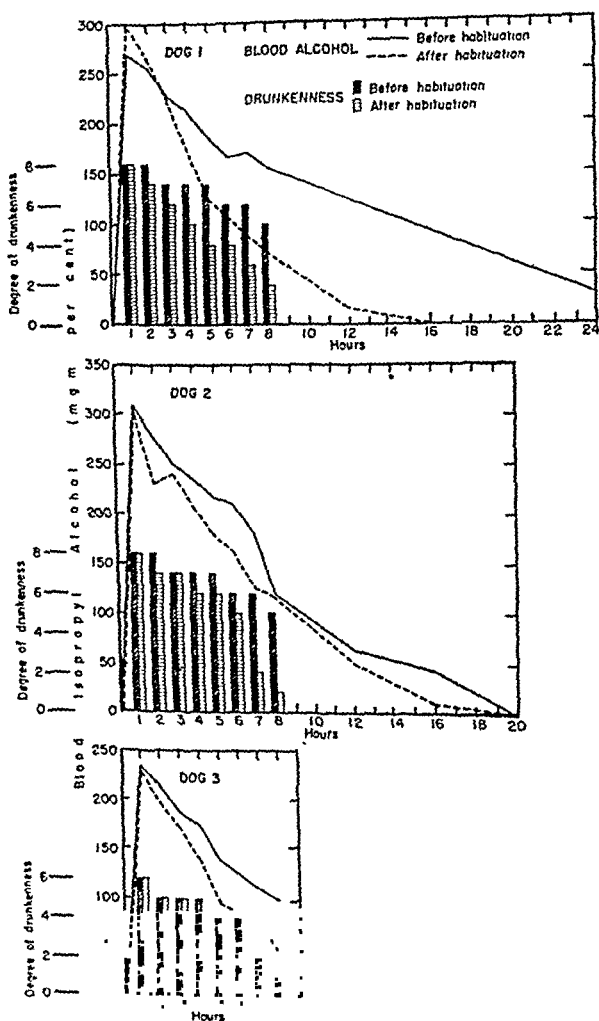 DOG 1
BLOOD ALCOHOL
Before habituation
After habituation
DRUNKENNESS
Before habituation
After habituation
300
250
200
150
100
50
0
8
6
4
2
0
Degree of drunkenness
1 2 3 4 5 6 7 8 12 14 16 20 22 24
Hours
Blood Isopropyl Alcohol (mgm per cent)
DOG 2
350
300
250
200
150
100
50
0
8
6
4
2
0
Degree of drunkenness
1 2 3 4 5 6 7 8 10 12 14 16 18 20
Hours
DOG 3
250
200
150
100
6
4
2
0
Degree of drunkenness
Hours